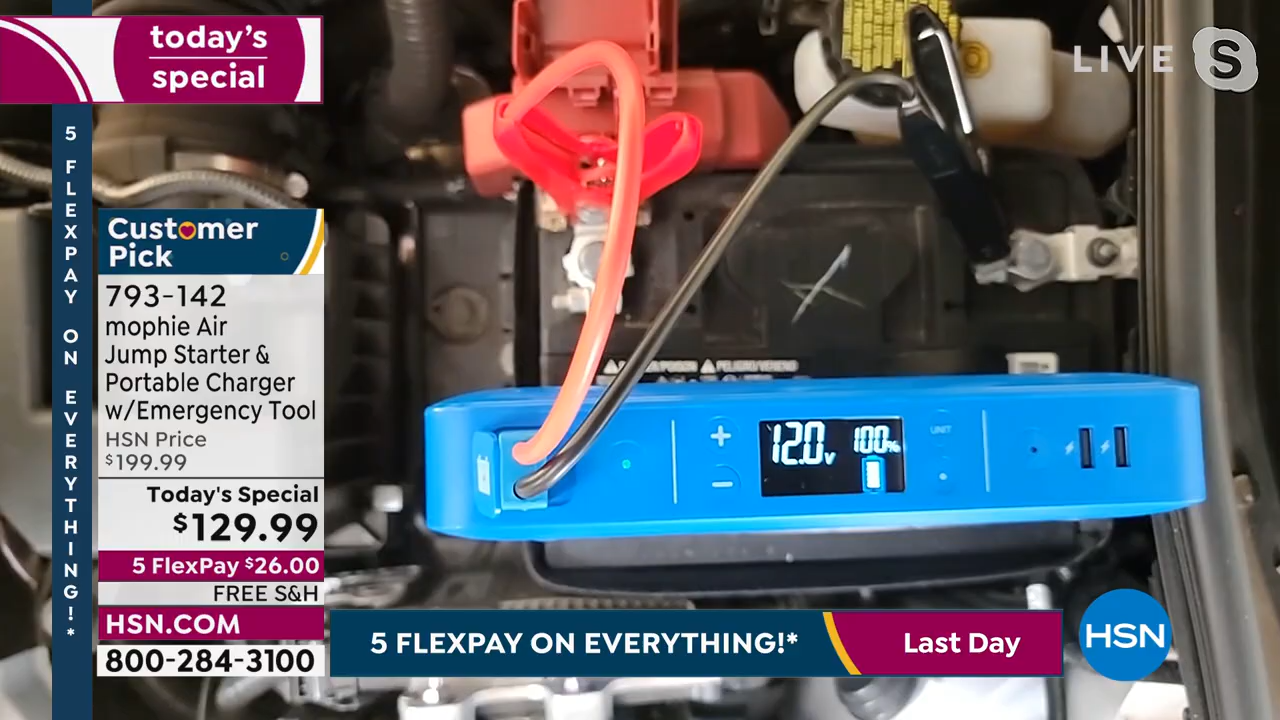 today's
special
LIVE S
5 FLEXPAY ON EVERYTHING!*
Customer
Pick
793-142
mophie Air
Jump Starter &
Portable Charger
w/Emergency Tool
HSN Price
$199.99
Today's Special
$129.99
5 FlexPay $26.00
FREE S&H
HSN.COM
800-284-3100
PELIGRO/VENENO
+
12.0V 100%
UNIT
−
5 FLEXPAY ON EVERYTHING!*
Last Day
HSN